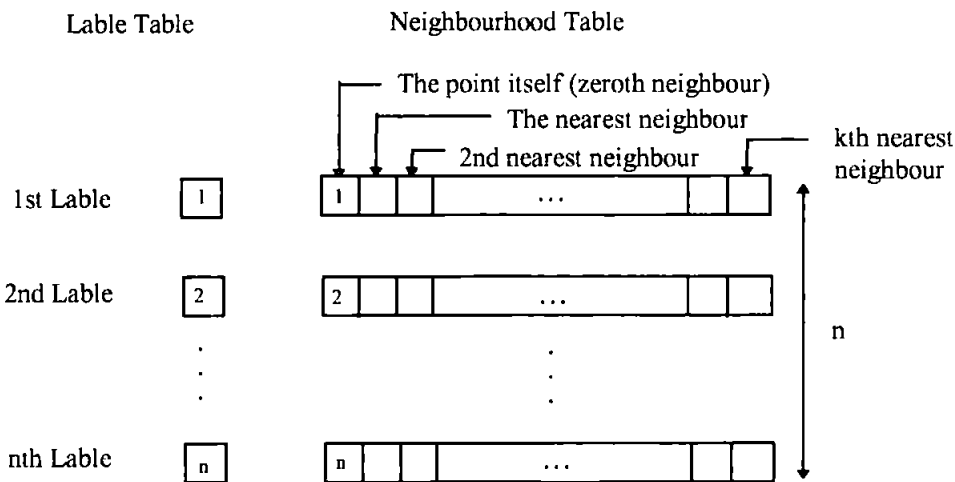 Lable Table
Neighbourhood Table
The point itself (zeroth neighbour)
The nearest neighbour
2nd nearest neighbour
kth nearest
neighbour
1st Lable
1
1
...
2nd Lable
2
2
...
n
nth Lable
n
n
...